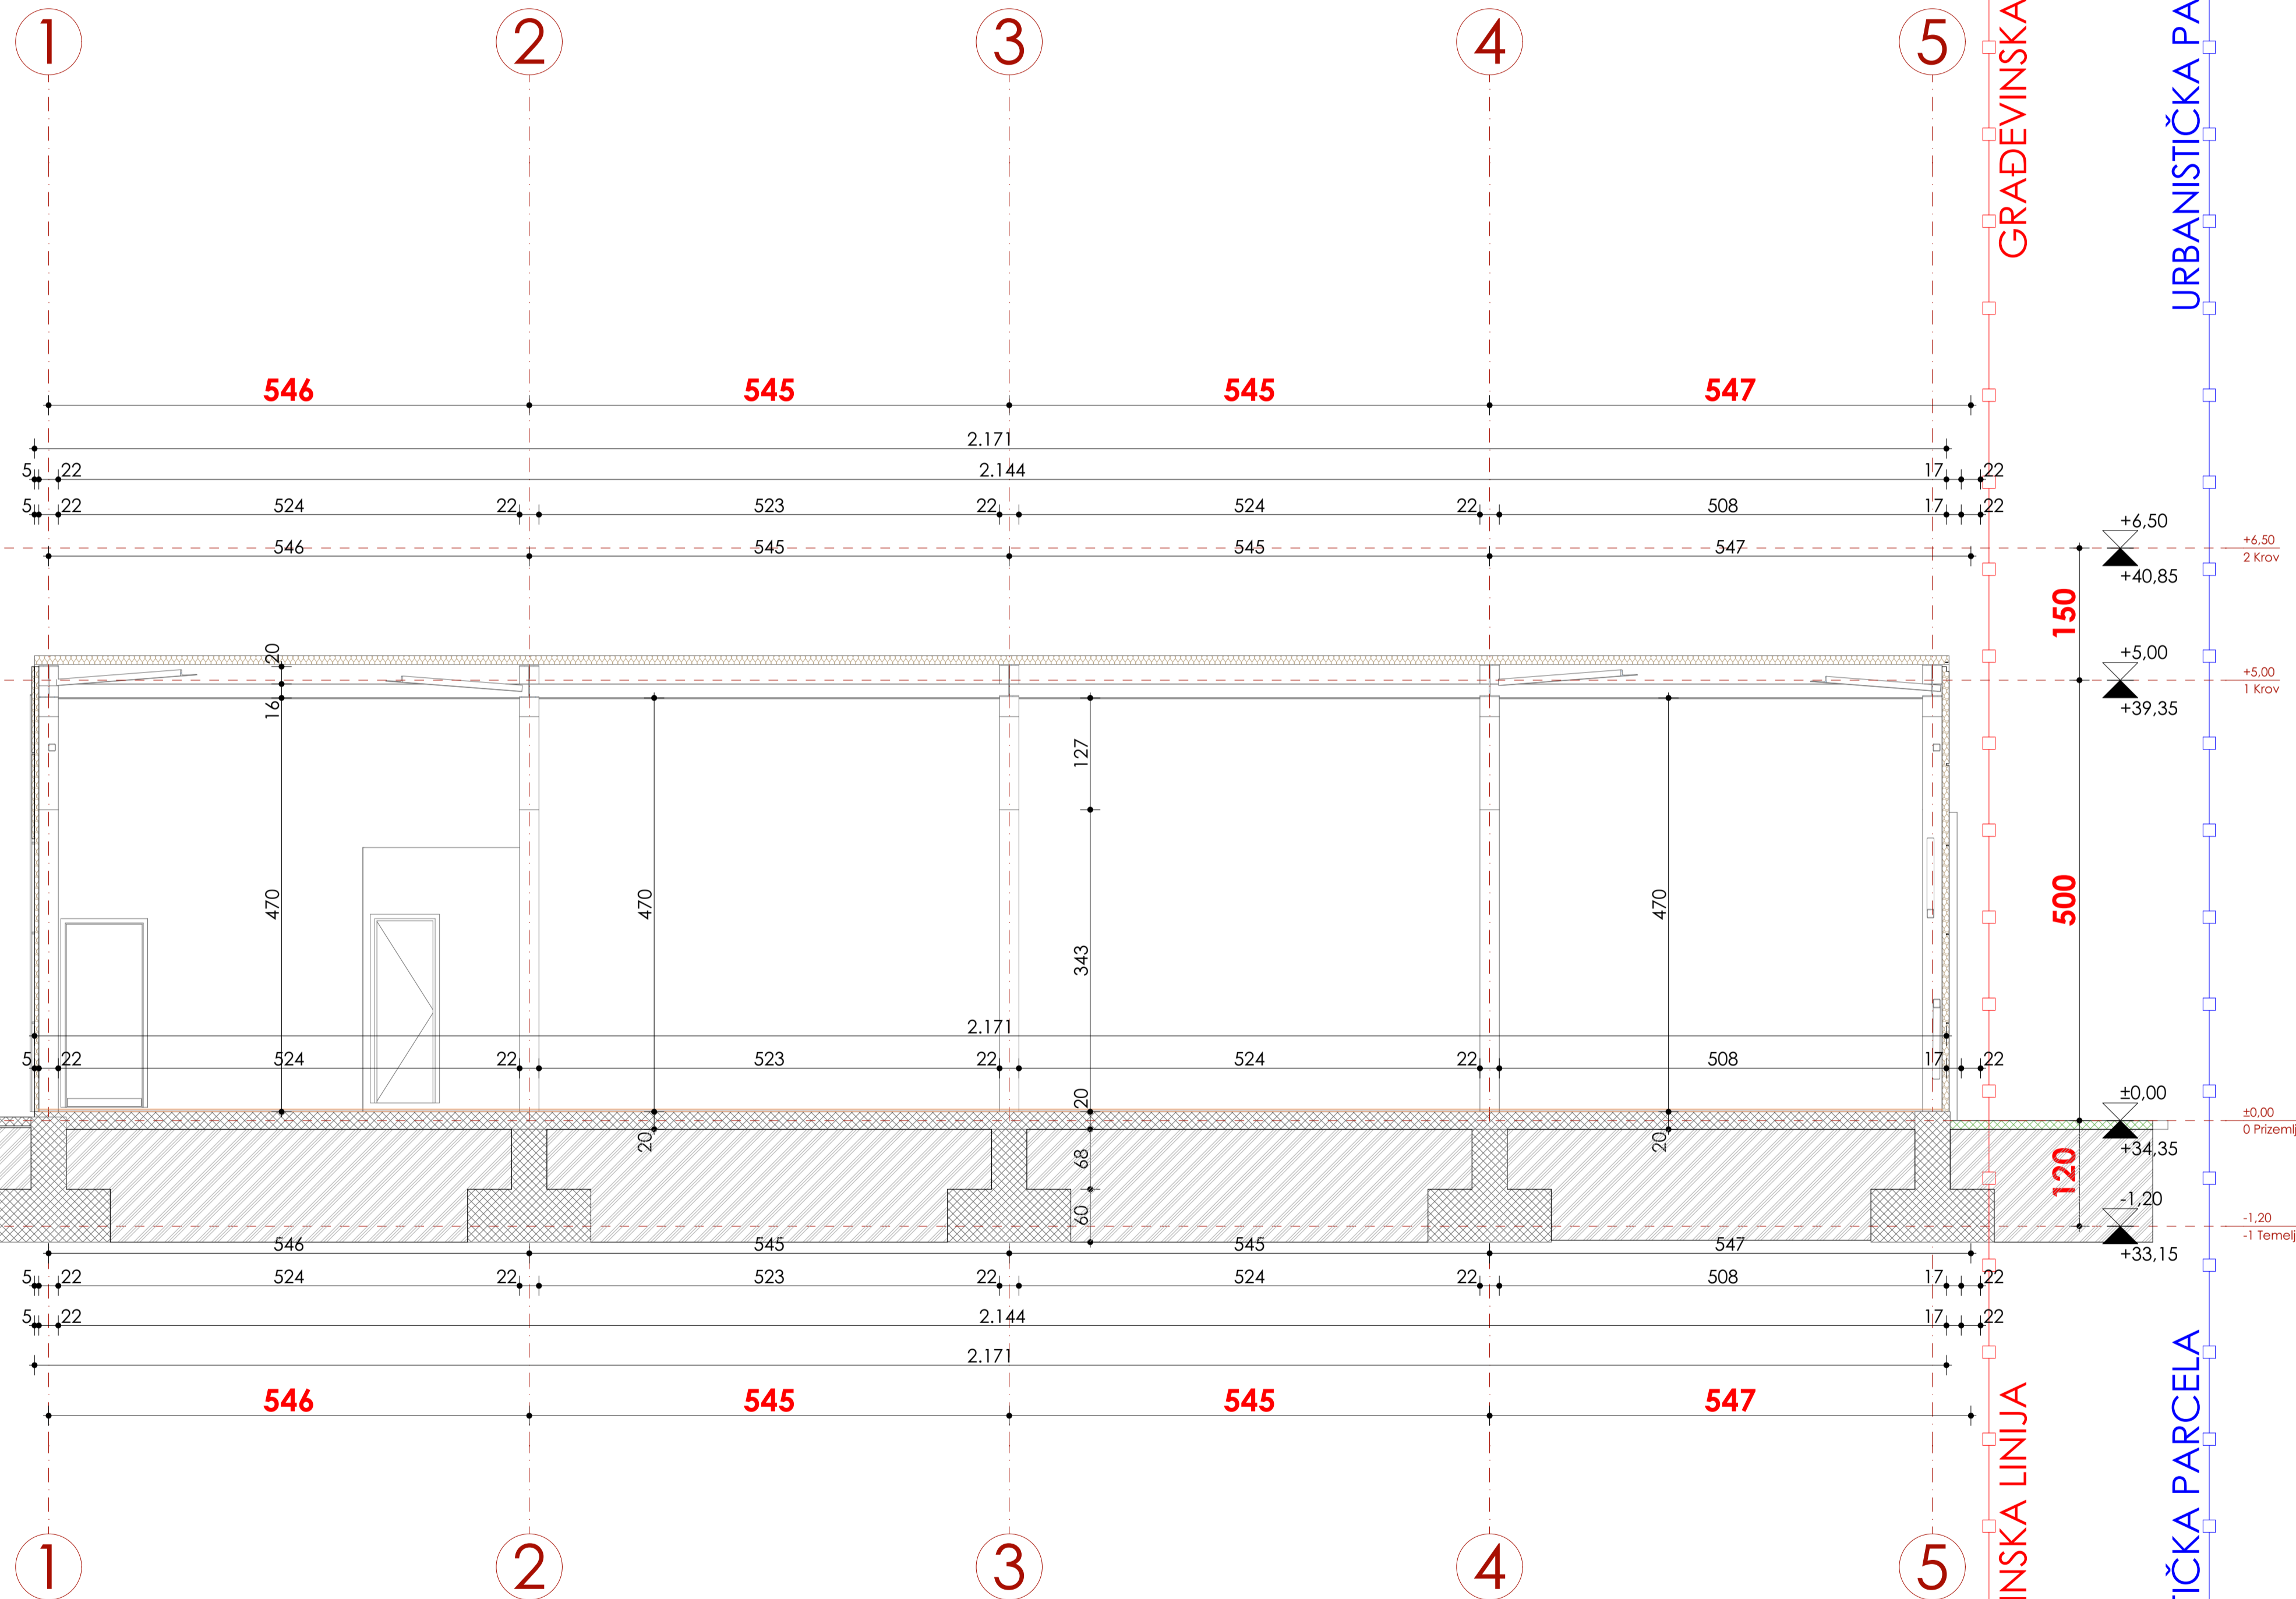 1 2 3 4 5
GRAĐEVINSKA
URBANISTIČKA PA
546 545 545 547
2.171
5 22 2.144 17 22
5 22 524 22 523 22 524 22 508 17 22
546 545 545 547
+6,50
+40,85
+6,50
2 Krov
150
+5,00
+39,35
+5,00
1 Krov
20
16
127
470
470
343
470
500
2.171
5 22 524 22 523 22 524 22 508 17 22
20
±0,00
+34,35
±0,00
0 Prizemlj
20
68
20
60
120
-1,20
+33,15
-1,20
-1 Temelj
546 545 545 547
5 22 524 22 523 22 524 22 508 17 22
5 22 2.144 17 22
2.171
546 545 545 547
INSKA LINIJA
TIČKA PARCELA
1 2 3 4 5